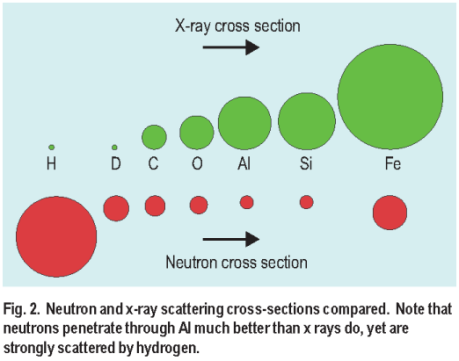 X-ray cross section
H D C O Al Si Fe
Neutron cross section
Fig. 2. Neutron and x-ray scattering cross-sections compared. Note that
neutrons penetrate through Al much better than x rays do, yet are
strongly scattered by hydrogen.